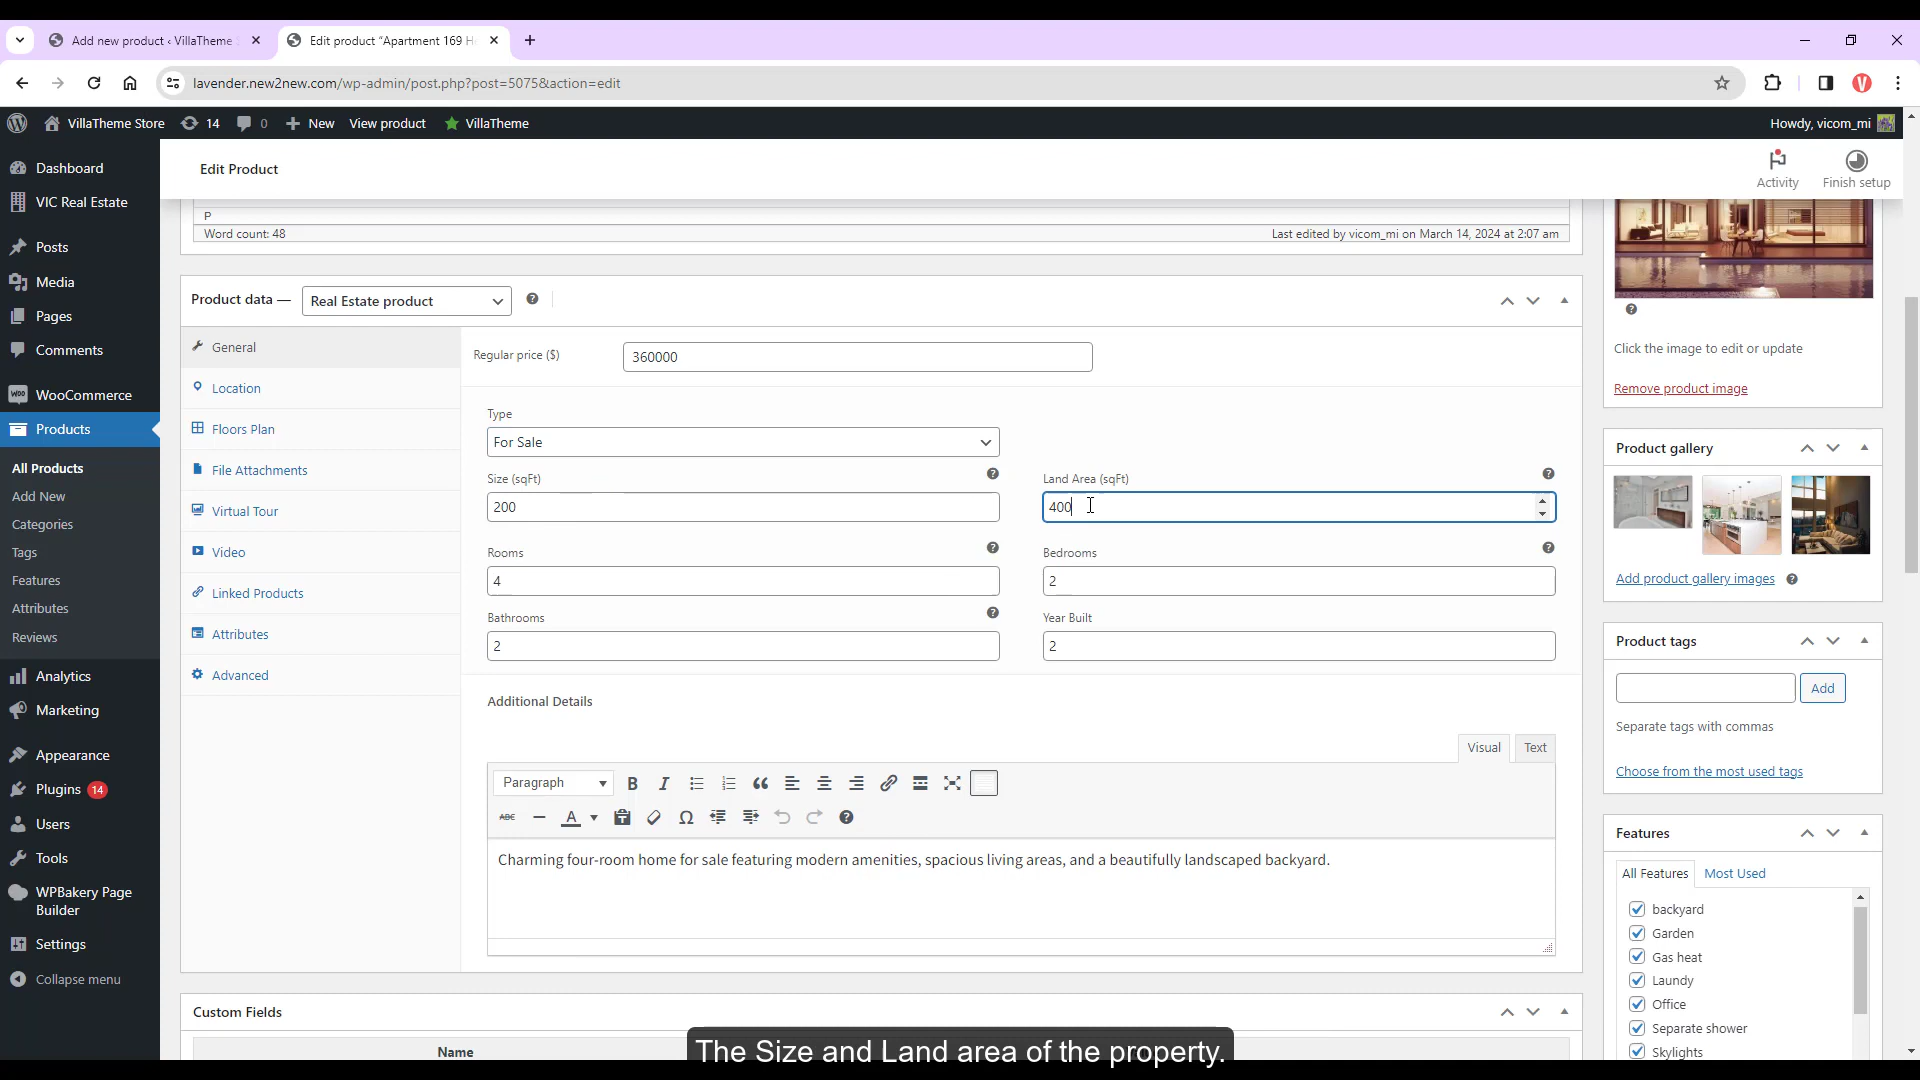 Add new product ‹ VillaTheme
Edit product “Apartment 169 H
lavender.new2new.com/wp-admin/post.php?post=5075&action=edit
VillaTheme Store
14
0
New
View product
VillaTheme
Howdy, vicom_mi
Edit Product
Activity
Finish setup
Dashboard
VIC Real Estate
Posts
Media
Pages
Comments
WooCommerce
Products
All Products
Add New
Categories
Tags
Features
Attributes
Reviews
Analytics
Marketing
Appearance
Plugins 14
Users
Tools
WPBakery Page
Builder
Settings
Collapse menu
P
Word count: 48
Last edited by vicom_mi on March 14, 2024 at 2:07 am
Product data —
Real Estate product
General
Location
Floors Plan
File Attachments
Virtual Tour
Video
Linked Products
Attributes
Advanced
Regular price ($)
360000
Type
For Sale
Size (sqFt)
200
Land Area (sqFt)
400
Rooms
4
Bedrooms
2
Bathrooms
2
Year Built
2
Additional Details
Visual
Text
Paragraph
B
I
ABC
A
Ω
Charming four-room home for sale featuring modern amenities, spacious living areas, and a beautifully landscaped backyard.
Custom Fields
Name
The Size and Land area of the property.
Click the image to edit or update
Remove product image
Product gallery
Add product gallery images
Product tags
Add
Separate tags with commas
Choose from the most used tags
Features
All Features
Most Used
backyard
Garden
Gas heat
Laundy
Office
Separate shower
Skylights